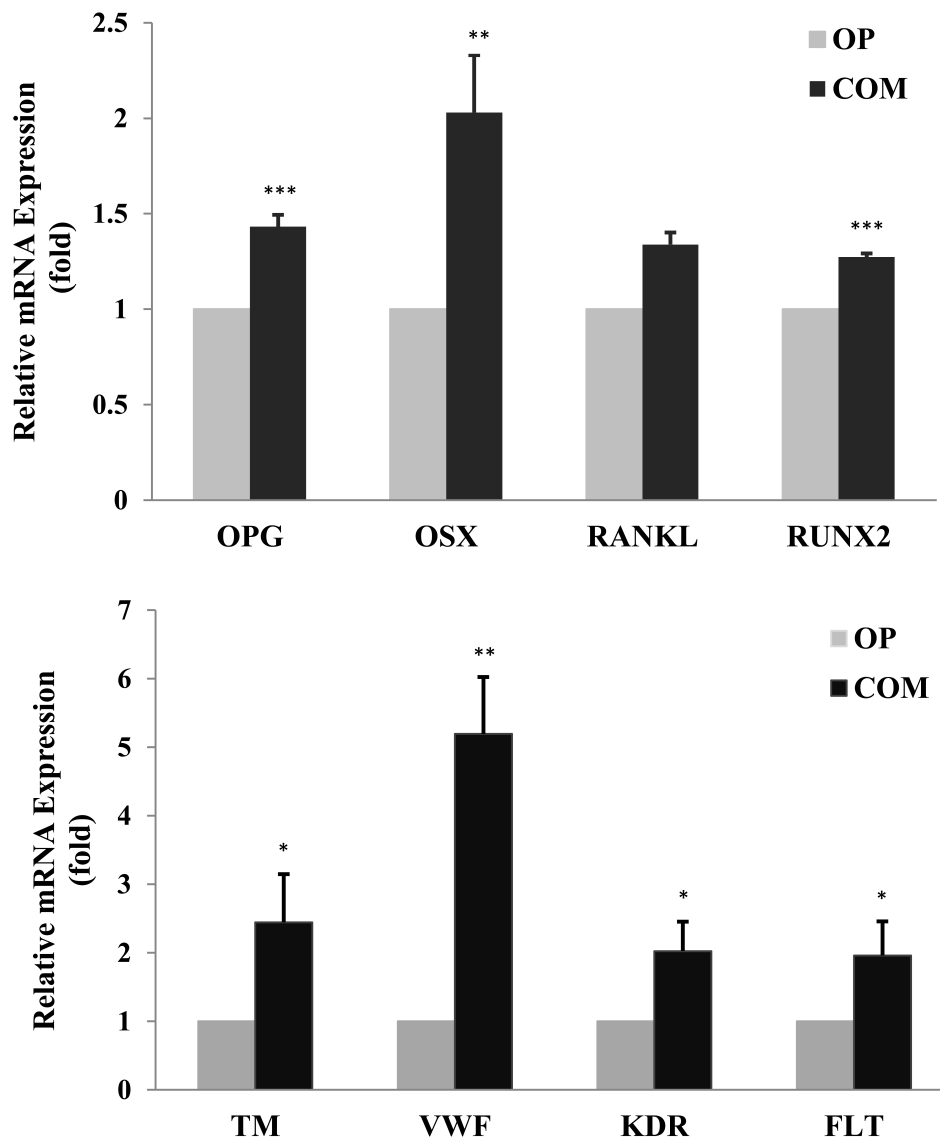 2.5
2
1.5
1
0.5
0
Relative mRNA Expression
(fold)
OP
COM
***
**
***
OPG OSX RANKL RUNX2
7
6
5
4
3
2
1
0
Relative mRNA Expression
(fold)
OP
COM
*
**
*
*
TM VWF KDR FLT